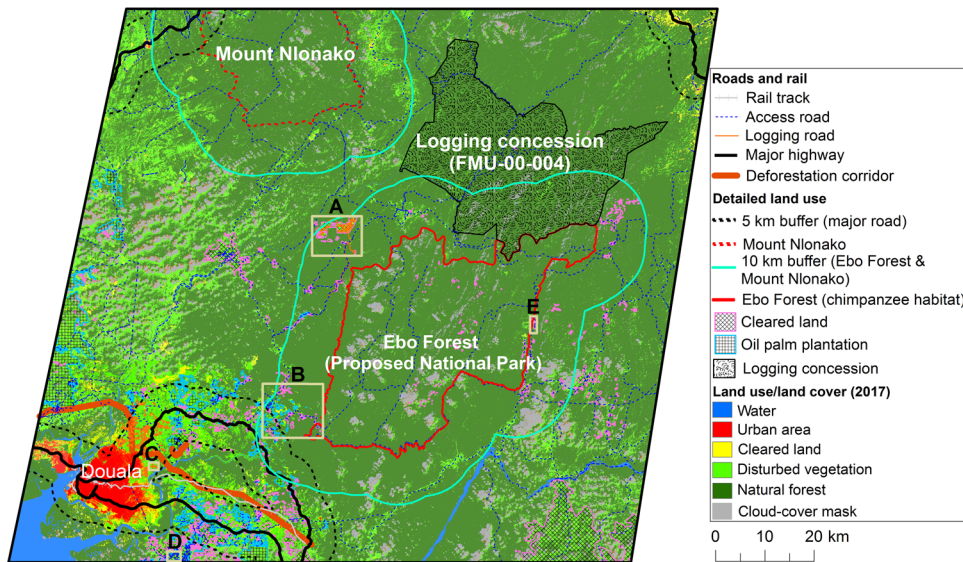 Mount Nlonako
Logging concession
(FMU-00-004)
A
E
Ebo Forest
(Proposed National Park)
B
C
Douala
D
Roads and rail
Rail track
Access road
Logging road
Major highway
Deforestation corridor
Detailed land use
5 km buffer (major road)
Mount Nlonako
10 km buffer (Ebo Forest &
Mount Nlonako)
Ebo Forest (chimpanzee habitat)
Cleared land
Oil palm plantation
Logging concession
Land use/land cover (2017)
Water
Urban area
Cleared land
Disturbed vegetation
Natural forest
Cloud-cover mask
0 10 20 km